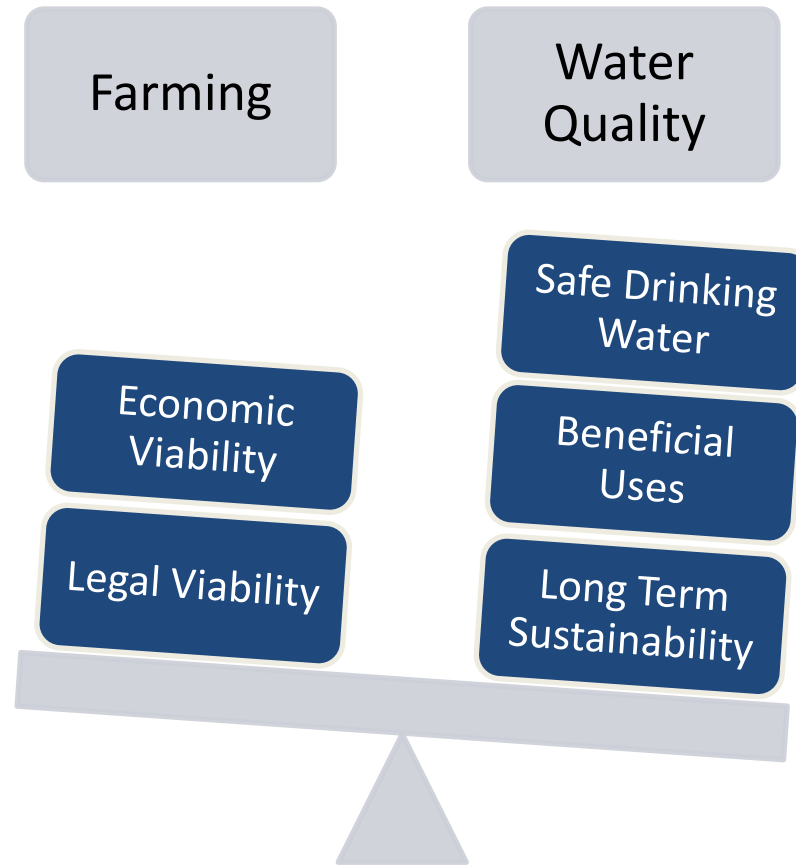 Farming
Water
Quality
Economic
Viability
Legal Viability
Safe Drinking
Water
Beneficial
Uses
Long Term
Sustainability